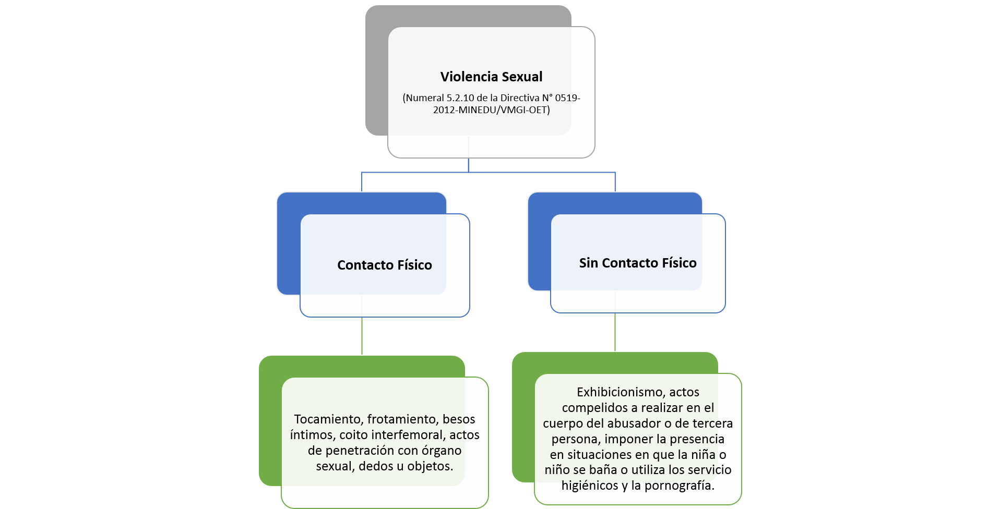 Violencia Sexual
(Numeral 5.2.10 de la Directiva N° 0519-
2012-MINEDU/VMGI-OET)
Contacto Físico
Sin Contacto Físico
Tocamiento, frotamiento, besos
íntimos, coito interfemoral, actos
de penetración con órgano
sexual, dedos u objetos.
Exhibicionismo, actos
compelidos a realizar en el
cuerpo del abusador o de tercera
persona, imponer la presencia
en situaciones en que la niña o
niño se baña o utiliza los servicio
higiénicos y la pornografía.